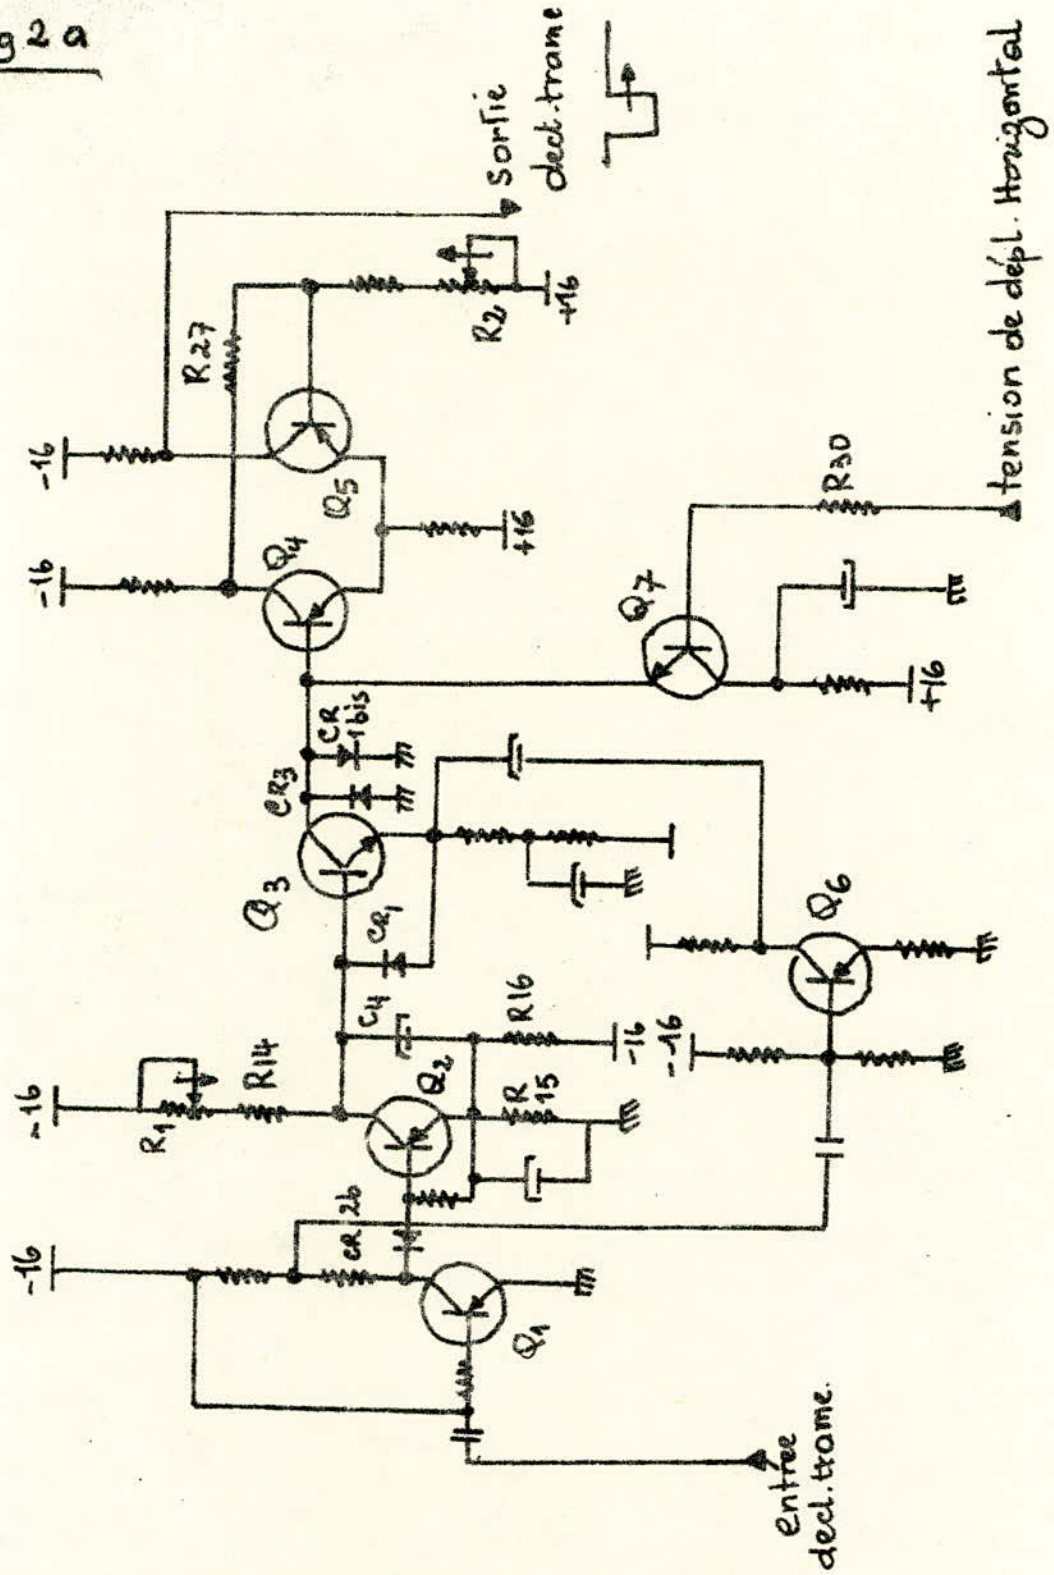 g 2 a
-16
-16
-16
-16
R27
R1
R14
CR 2b
Q1
Q2
C4
R
15
R16
-16
CR1
Q3
CR3
CR
1bis
Q4
Q5
+16
R2
+16
sortie
decl.trame
Q7
+16
R30
-16
Q6
entrée
decl.trame.
tension de dépl. Horizontal